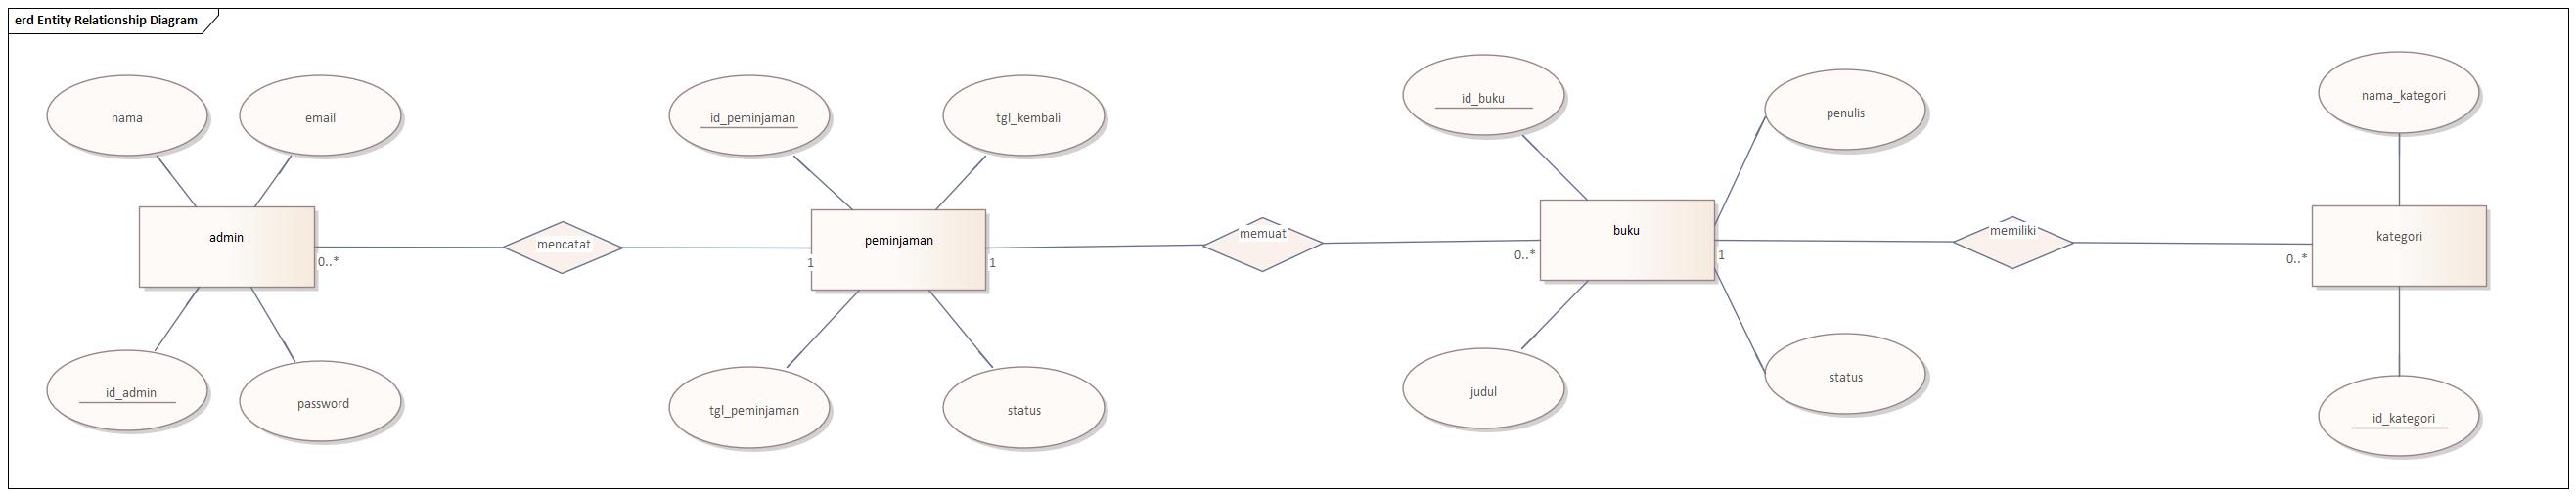 erd Entity Relationship Diagram
nama
email
admin
id_admin
password
0..*
mencatat
1
id_peminjaman
tgl_kembali
peminjaman
tgl_peminjaman
status
1
memuat
0..*
id_buku
penulis
buku
judul
status
1
memiliki
0..*
nama_kategori
kategori
id_kategori